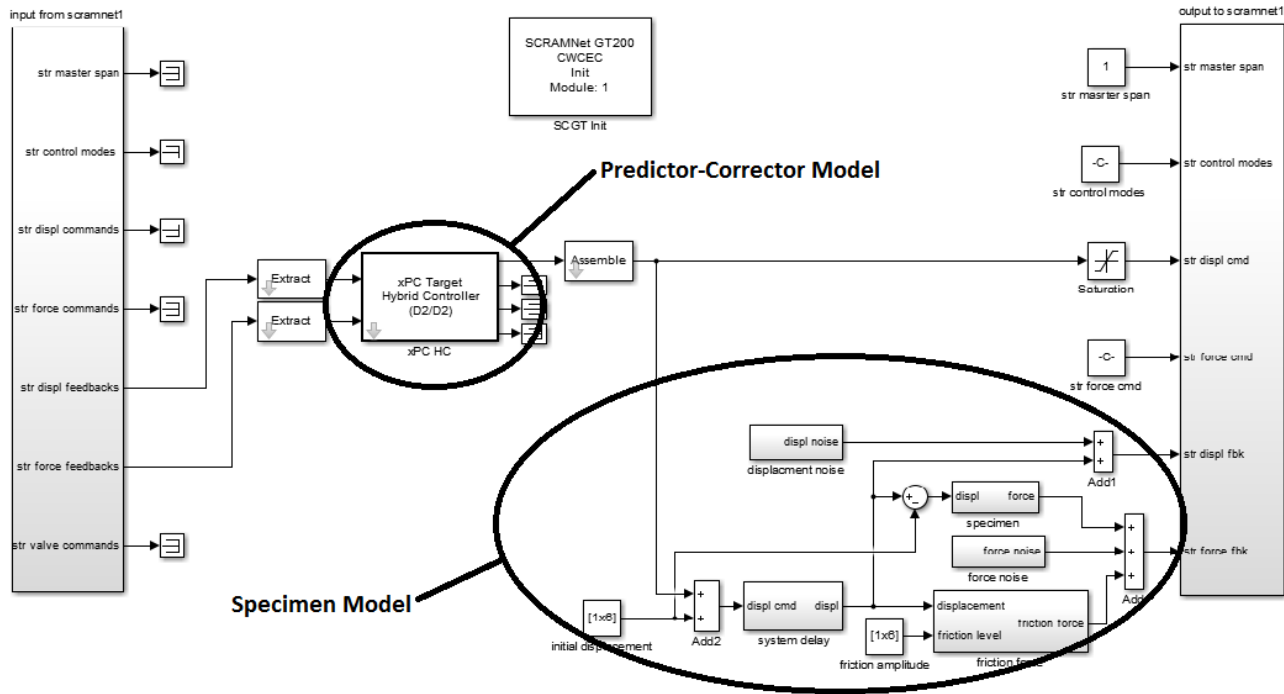 input from scramnet1
str master span
str control modes
str displ commands
str force commands
str displ feedbacks
str force feedbacks
str valve commands
SCRAMNet GT200
CWCEC
Init
Module: 1
SCGT Init
Predictor-Corrector Model
Extract
Extract
xPC Target
Hybrid Controller
(D2/D2)
xPC HC
Assemble
output to scramnet1
1
str masrter span
str master span
-C-
str control modes
str control modes
Saturation
str displ cmd
-C-
str force cmd
str force cmd
displ noise
displacment noise
+
+
Add1
str displ fbk
+
-
displ force
specimen
force noise
force noise
+
+
+
Add
str force fbk
Specimen Model
[1x6]
initial displacement
+
+
Add2
displ cmd displ
system delay
[1x6]
friction amplitude
displacement
friction level
friction force
friction force